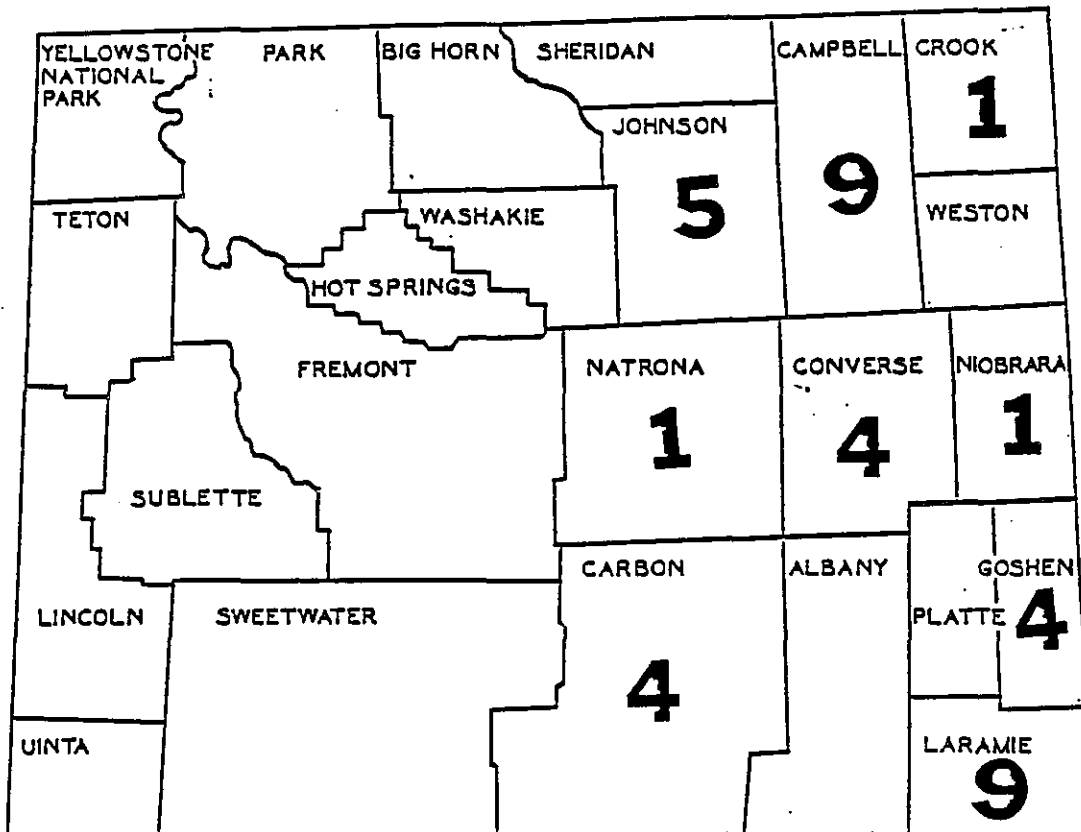 YELLOWSTONE
NATIONAL
PARK
PARK
BIG HORN
SHERIDAN
CAMPBELL
9
CROOK
1
JOHNSON
5
TETON
WASHAKIE
WESTON
HOT SPRINGS
FREMONT
NATRONA
1
CONVERSE
4
NIOBRARA
1
SUBLETTE
CARBON
4
ALBANY
GOSHEN
4
LINCOLN
SWEETWATER
PLATTE
UINTA
LARAMIE
9